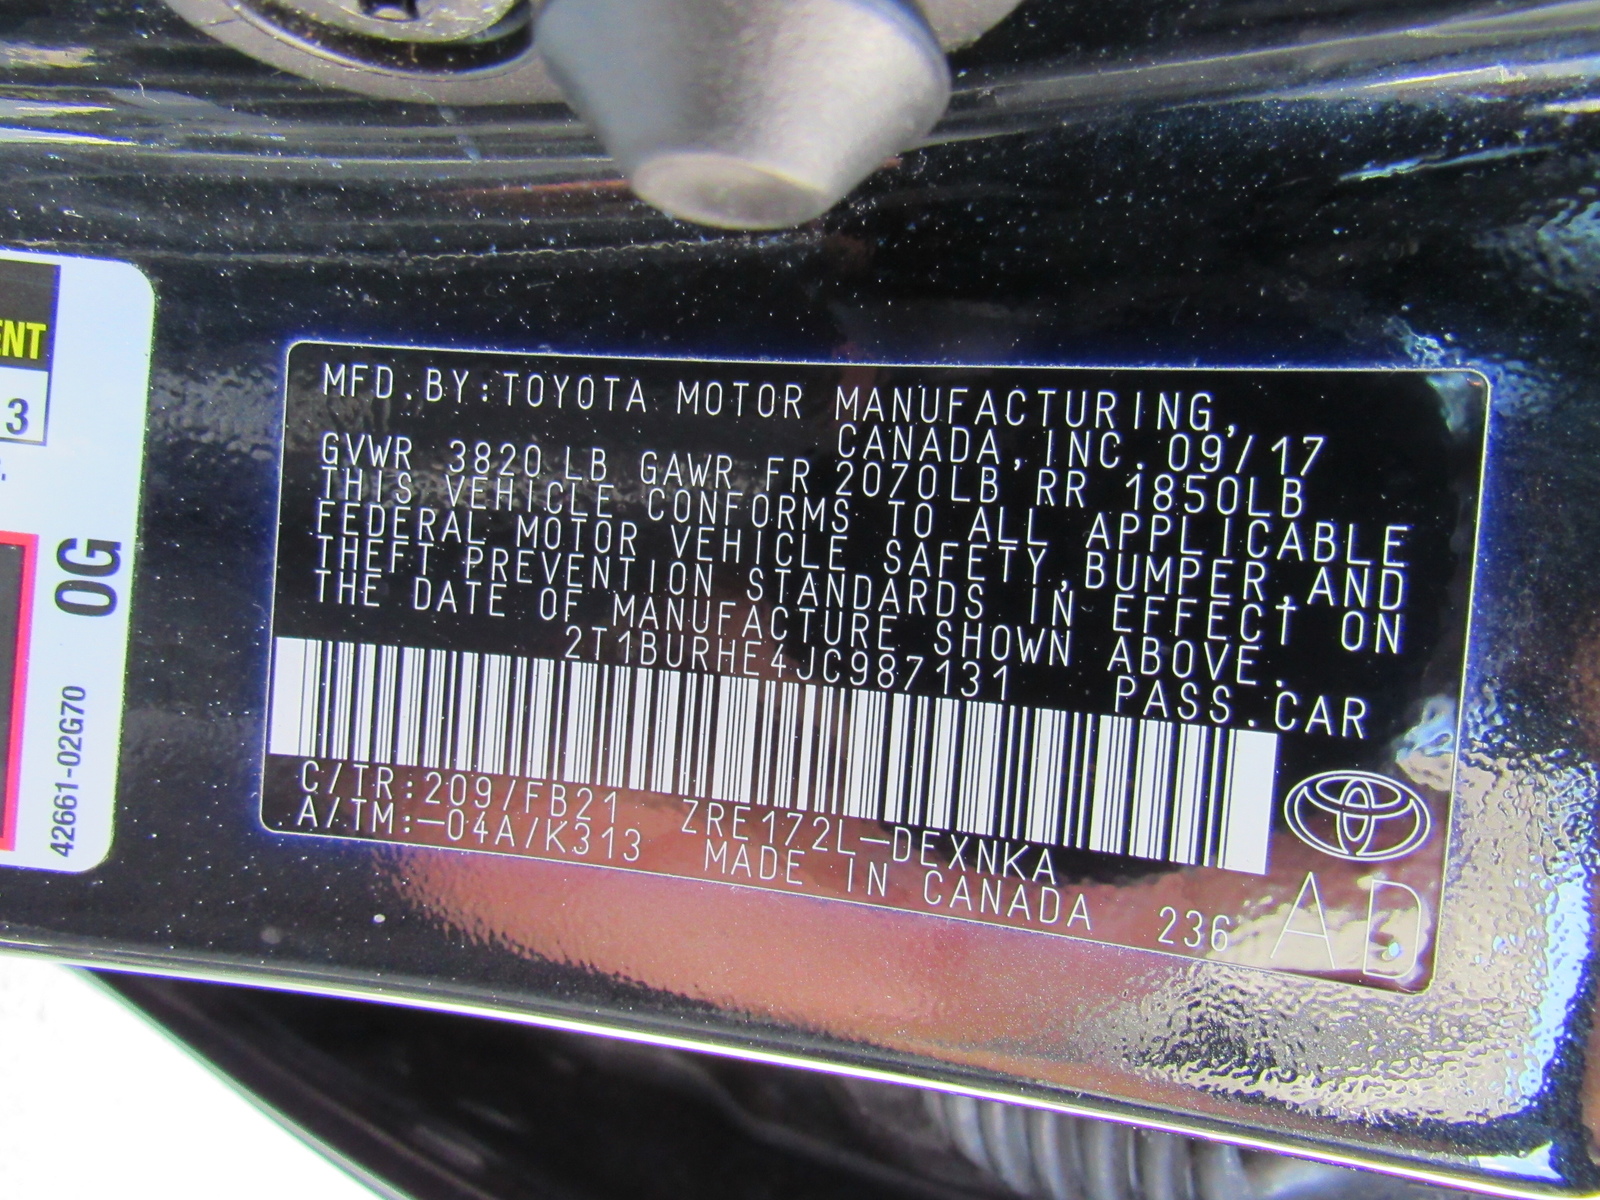 ENT
3
0G
42661-02G70
MFD.BY:TOYOTA MOTOR MANUFACTURING,
CANADA,INC.09/17
GVWR 3820LB GAWR FR 2070LB RR 1850LB
THIS VEHICLE CONFORMS TO ALL APPLICABLE
FEDERAL MOTOR VEHICLE SAFETY,BUMPER,AND
THEFT PREVENTION STANDARDS IN EFFECT ON
THE DATE OF MANUFACTURE SHOWN ABOVE.
2T1BURHE4JC987131 PASS.CAR
C/TR:209/FB21 ZRE172L-DEXNKA
A/TM:-04A/K313 MADE IN CANADA 236
AD